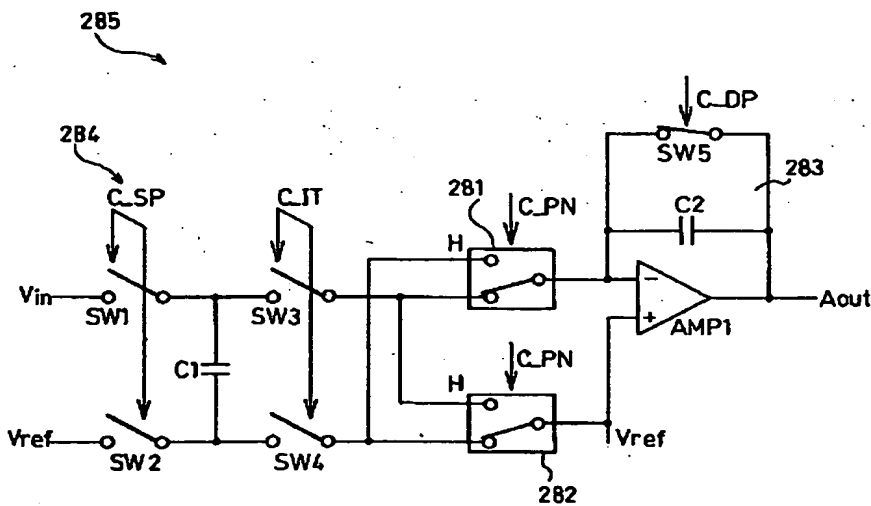 285
C_DP
284
SW5
283
C_SP
C_IT
281
C_PN
C2
H
Vin
SW1
SW3
−
Aout
+
AMP1
C1
C_PN
H
Vref
SW2
SW4
Vref
282